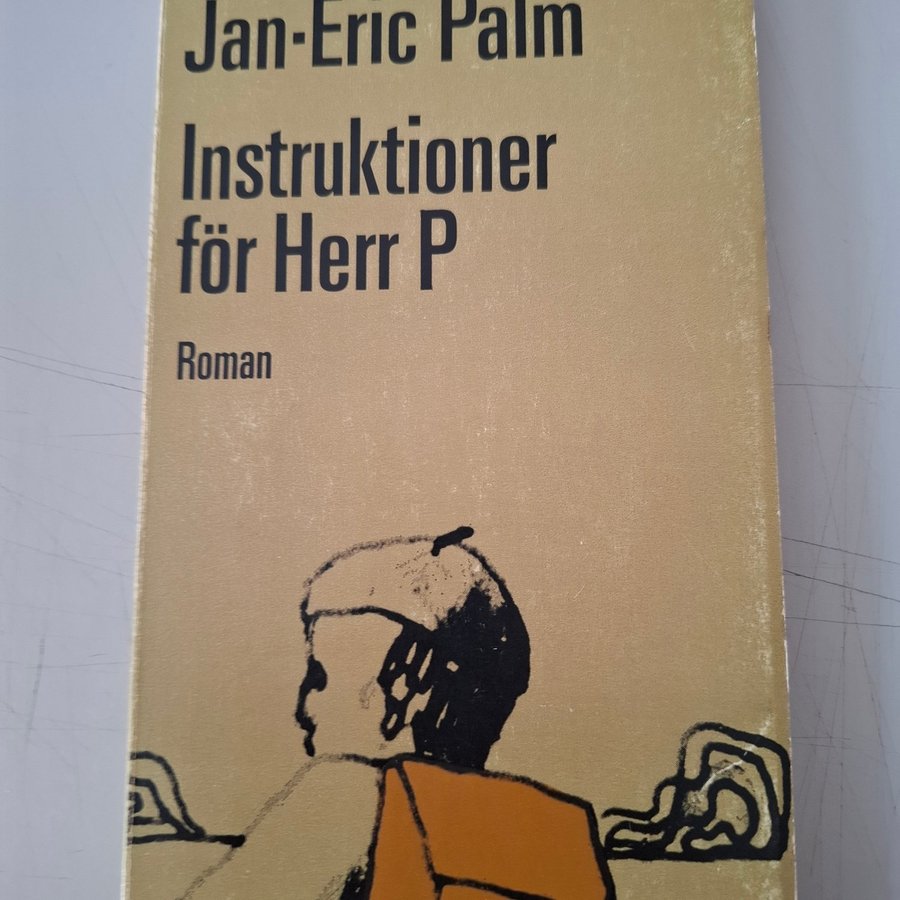 Jan-Eric Palm
Instruktioner
för Herr P
Roman